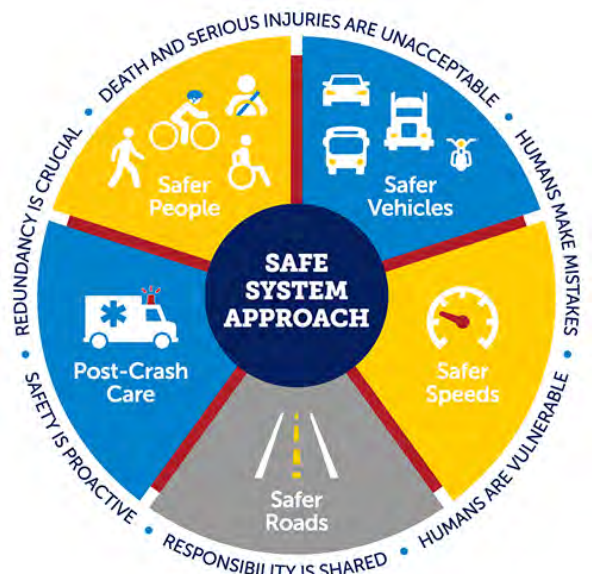 DEATH AND SERIOUS INJURIES ARE UNACCEPTABLE
HUMANS MAKE MISTAKES
HUMANS ARE VULNERABLE
RESPONSIBILITY IS SHARED
SAFETY IS PROACTIVE
REDUNDANCY IS CRUCIAL
Safer
People
Safer
Vehicles
SAFE
SYSTEM
APPROACH
Post-Crash
Care
Safer
Speeds
Safer
Roads